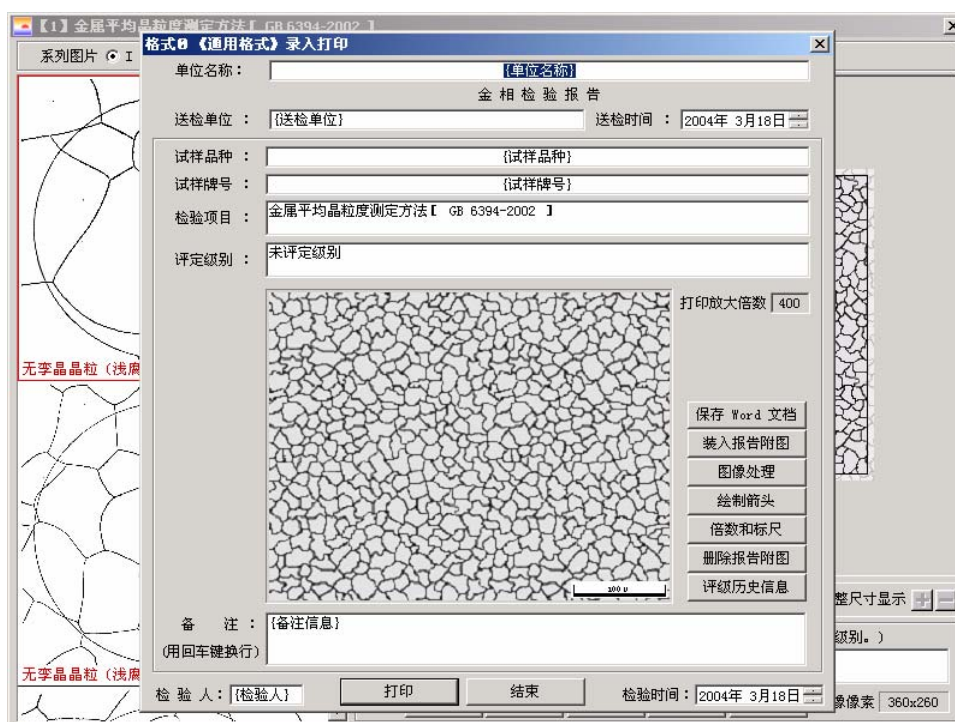 【1】金属平均晶粒度测定方法[ GB 6394-2002 ]
系列图片 I
格式0 《通用格式》录入打印
单位名称: {单位名称}
金相检验报告
送检单位 : {送检单位} 送检时间 : 2004年 3月18日
试样品种 : {试样品种}
试样牌号 : {试样牌号}
检验项目 : 金属平均晶粒度测定方法[ GB 6394-2002 ]
评定级别 : 未评定级别
打印放大倍数 400
无孪晶晶粒 (浅腐
保存 Word 文档
装入报告附图
图像处理
绘制箭头
倍数和标尺
删除报告附图
评级历史信息
100 μ
整尺寸显示
备 注 : {备注信息}
(用回车键换行)
级别。)
无孪晶晶粒 (浅腐
检 验 人: {检验人} 打印 结束 检验时间: 2004年 3月18日
像素 360x260